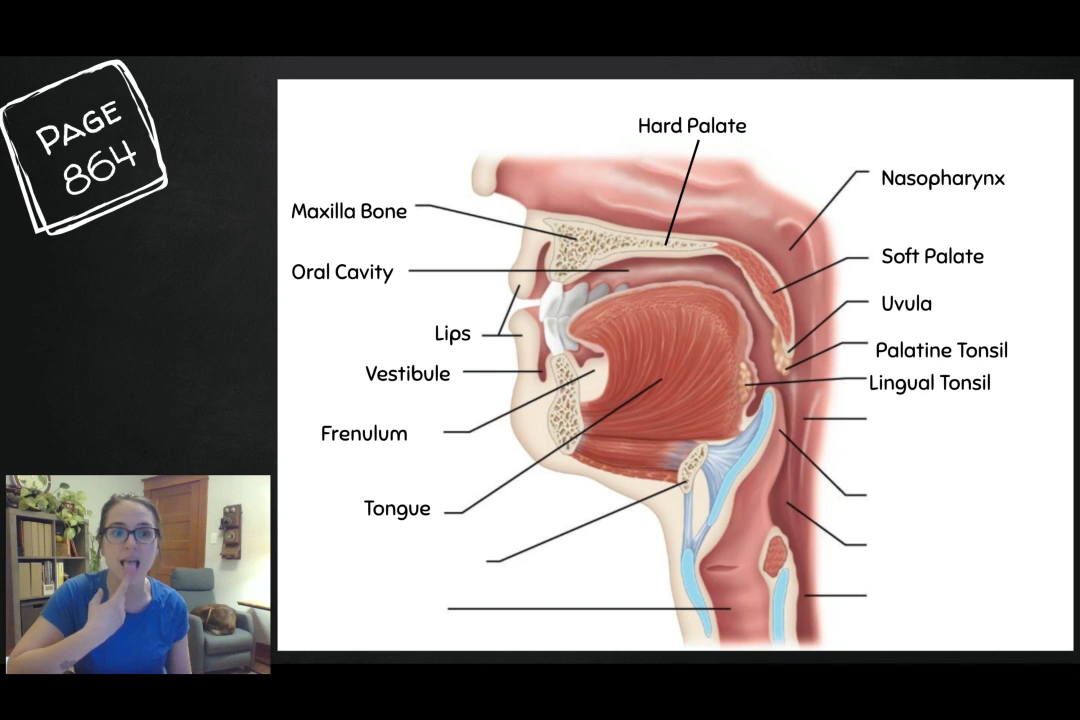 PAGE
864
Hard Palate
Nasopharynx
Maxilla Bone
Soft Palate
Oral Cavity
Uvula
Lips
Palatine Tonsil
Vestibule
Lingual Tonsil
Frenulum
Tongue